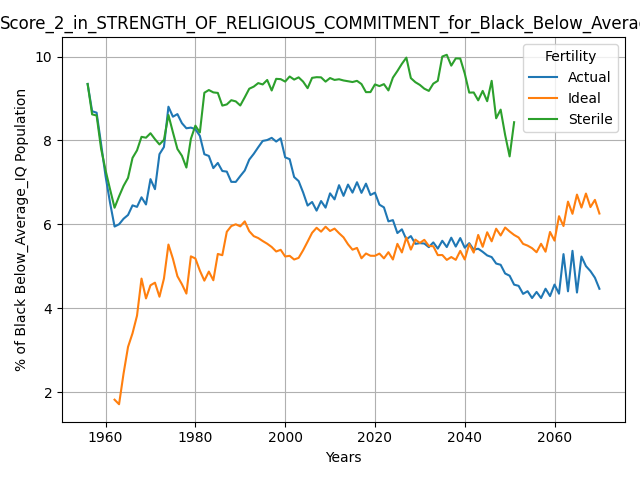 Score_2_in_STRENGTH_OF_RELIGIOUS_COMMITMENT_for_Black_Below_Avera
Fertility
Actual
Ideal
Sterile
% of Black Below_Average_IQ Population
10
8
6
4
2
1960
1980
2000
2020
2040
2060
Years